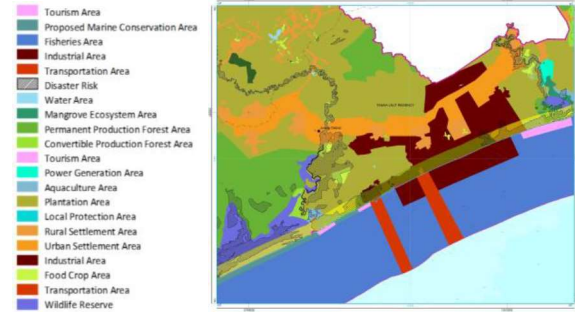 Tourism Area
Proposed Marine Conservation Area
Fisheries Area
Industrial Area
Transportation Area
Disaster Risk
Water Area
Mangrove Ecosystem Area
Permanent Production Forest Area
Convertible Production Forest Area
Tourism Area
Power Generation Area
Aquaculture Area
Plantation Area
Local Protection Area
Rural Settlement Area
Urban Settlement Area
Industrial Area
Food Crop Area
Transportation Area
Wildlife Reserve